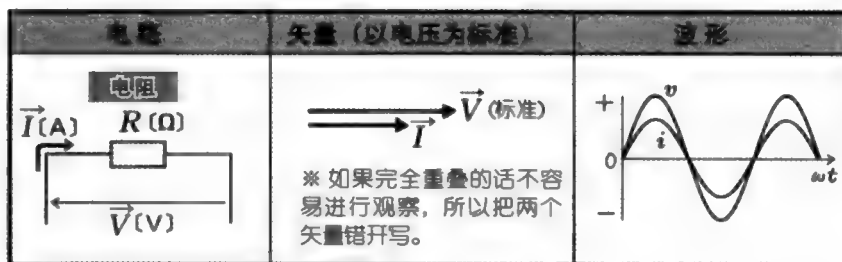 电路
矢量（以电压为标准）
波形
电阻
I(A)
R(Ω)
V(V)
V(标准)
I
※如果完全重叠的话不容
易进行观察，所以把两个
矢量错开写。
+
v
i
0
ωt
−